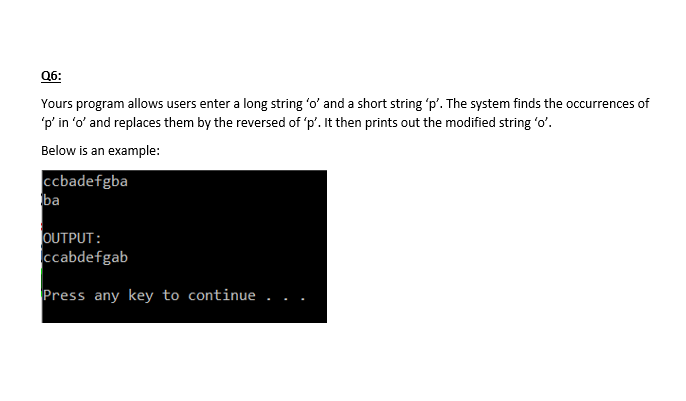 Q6:
Yours program allows users enter a long string ‘o’ and a short string ‘p’. The system finds the occurrences of
‘p’ in ‘o’ and replaces them by the reversed of ‘p’. It then prints out the modified string ‘o’.
Below is an example:
ccbadefgba
ba
OUTPUT:
ccabdefgab
Press any key to continue . . .